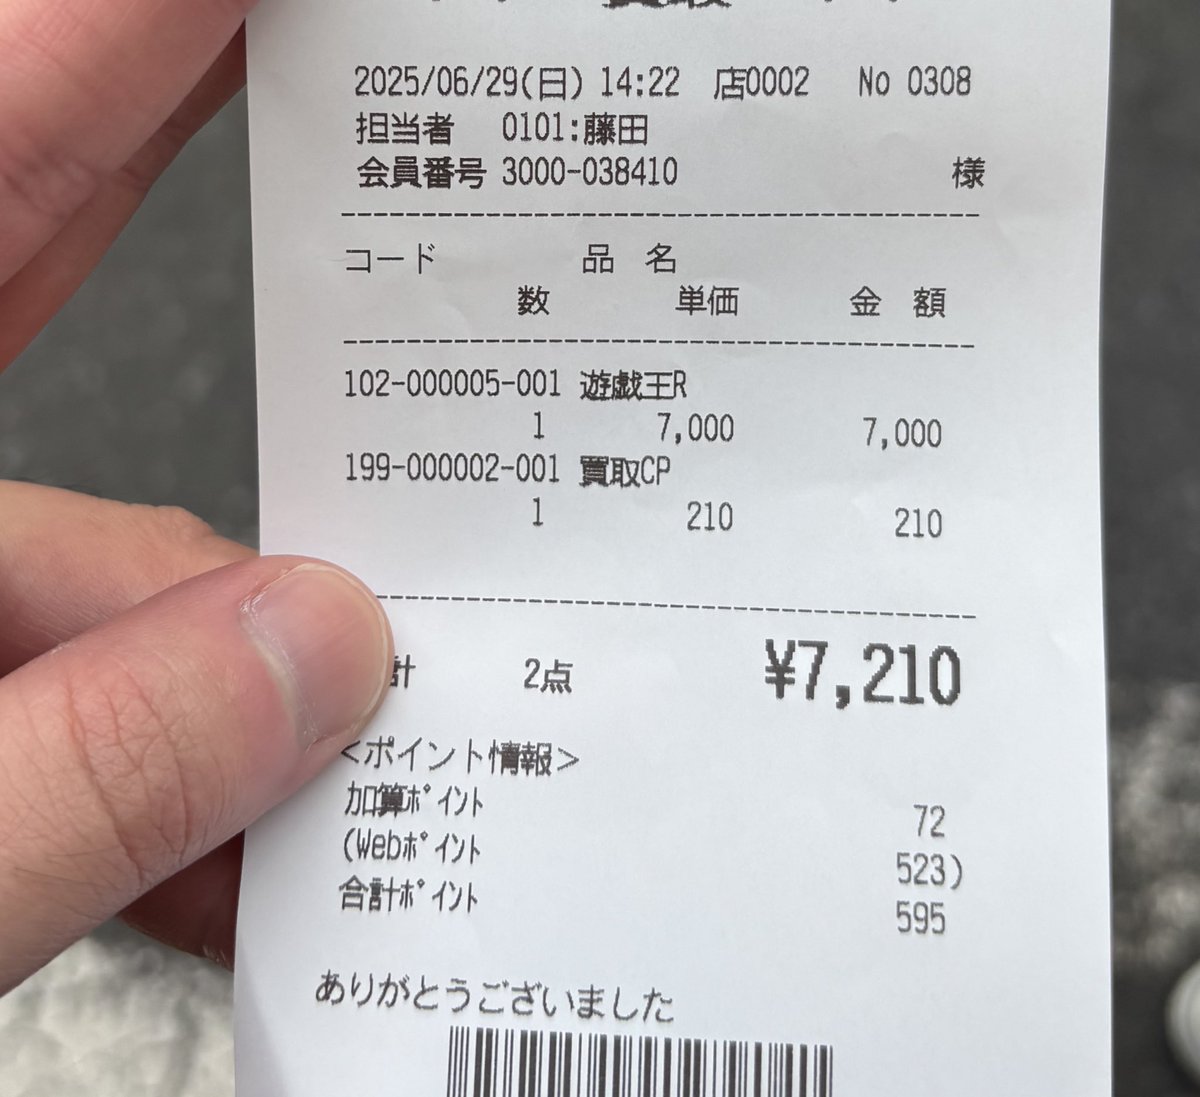 2025/06/29(日) 14:22 店0002 No 0308
担当者 0101:藤田
会員番号 3000-038410 様
コード 品 名
数 単価 金 額
102-000005-001 遊戯王R
1 7,000 7,000
199-000002-001 買取CP
1 210 210
計 2点 ¥7,210
<ポイント情報>
加算ポイント 72
(Webポイント 523)
合計ポイント 595
ありがとうございました